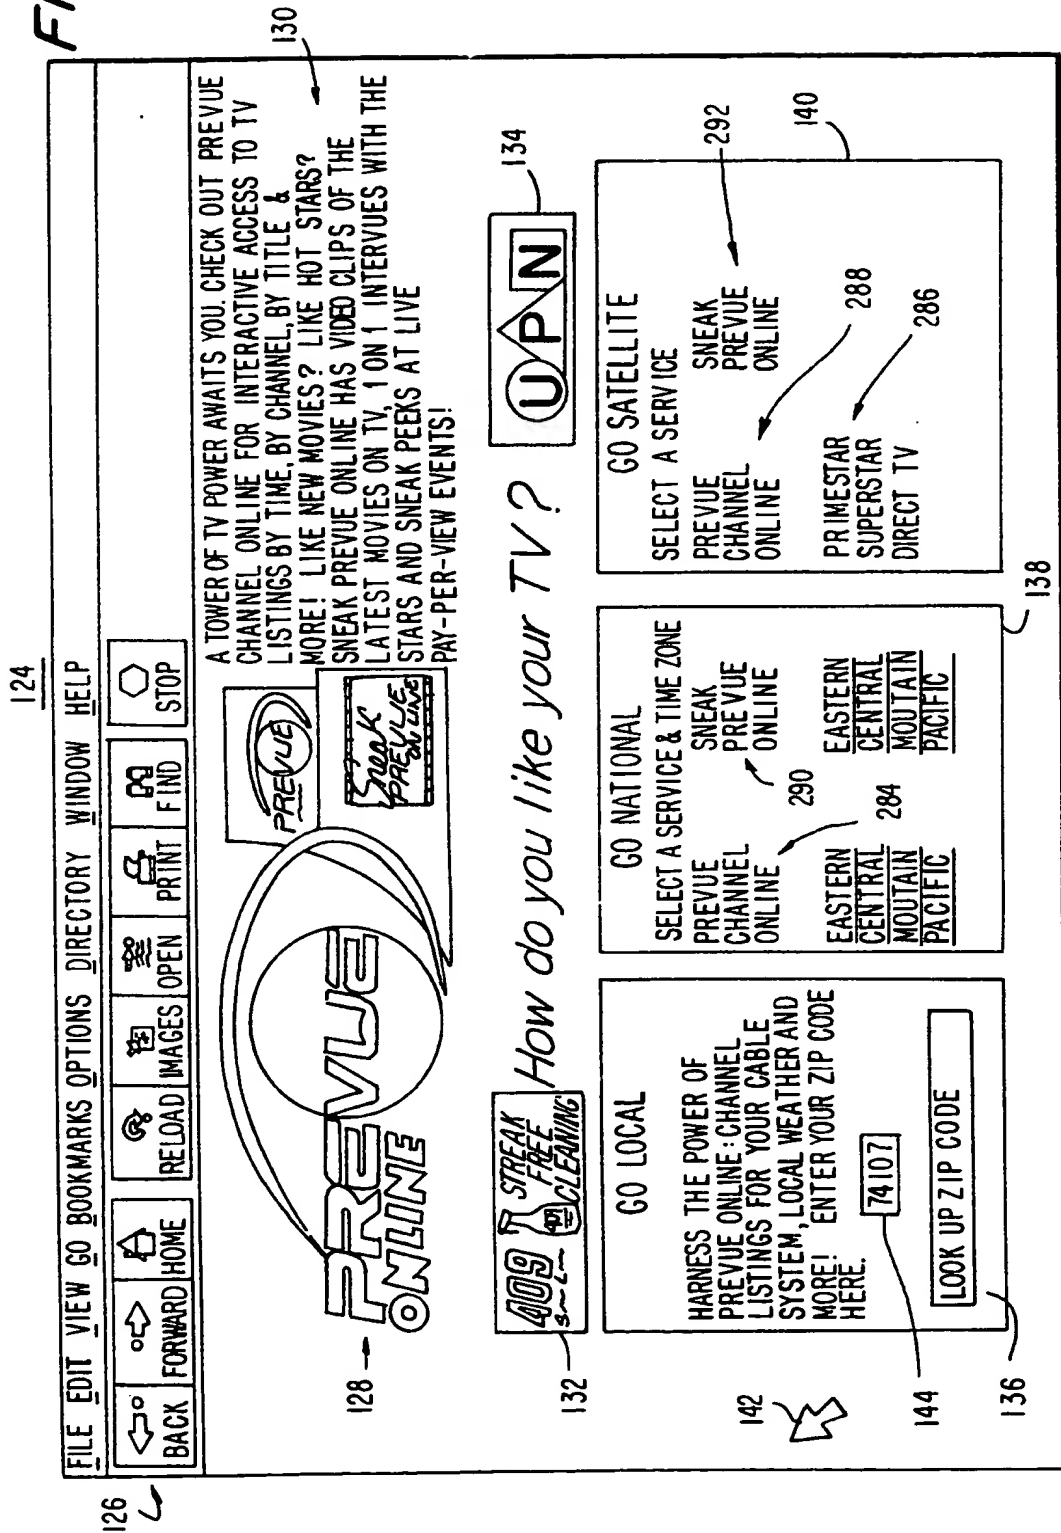 FI
124
FILE EDIT VIEW GO BOOKMARKS OPTIONS DIRECTORY WINDOW HELP
126
BACK FORWARD HOME RELOAD IMAGES OPEN PRINT FIND STOP
128
PREVUE
ONLINE
PREVUE
Sneak
PREVUE
ON LINE
A TOWER OF TV POWER AWAITS YOU. CHECK OUT PREVUE
CHANNEL ONLINE FOR INTERACTIVE ACCESS TO TV
LISTINGS BY TIME, BY CHANNEL, BY TITLE &
MORE! LIKE NEW MOVIES? LIKE HOT STARS?
SNEAK PREVUE ONLINE HAS VIDEO CLIPS OF THE
LATEST MOVIES ON TV, 1 ON 1 INTERVUES WITH THE
STARS AND SNEAK PEEKS AT LIVE
PAY-PER-VIEW EVENTS!
130
132
409
STREAK
FREE
CLEANING
409
How do you like your TV?
UPN
134
142
GO LOCAL
HARNESS THE POWER OF
PREVUE ONLINE: CHANNEL
LISTINGS FOR YOUR CABLE
SYSTEM, LOCAL WEATHER AND
MORE! ENTER YOUR ZIP CODE
HERE.
74107
144
LOOK UP ZIP CODE
136
GO NATIONAL
SELECT A SERVICE & TIME ZONE
PREVUE
CHANNEL
ONLINE
284
EASTERN
CENTRAL
MOUTAIN
PACIFIC
SNEAK
PREVUE
ONLINE
290
EASTERN
CENTRAL
MOUTAIN
PACIFIC
138
GO SATELLITE
SELECT A SERVICE
PREVUE
CHANNEL
ONLINE
288
SNEAK
PREVUE
ONLINE
292
PRIMESTAR
SUPERSTAR
DIRECT TV
286
140